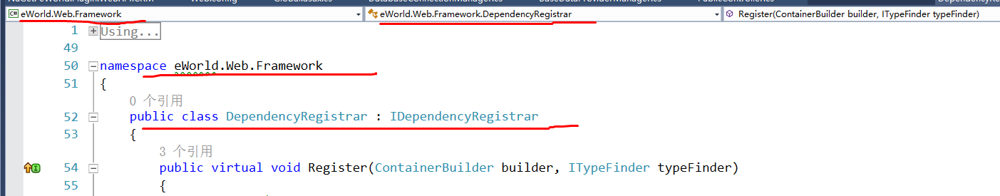 eWorld.Web.Framework eWorld.Web.Framework.DependencyRegistrar Register(ContainerBuilder builder, ITypeFinder typeFinder)
1 Using...
49
50 namespace eWorld.Web.Framework
51 {
0 个引用
52 public class DependencyRegistrar : IDependencyRegistrar
53 {
3 个引用
54 public virtual void Register(ContainerBuilder builder, ITypeFinder typeFinder)
55 {